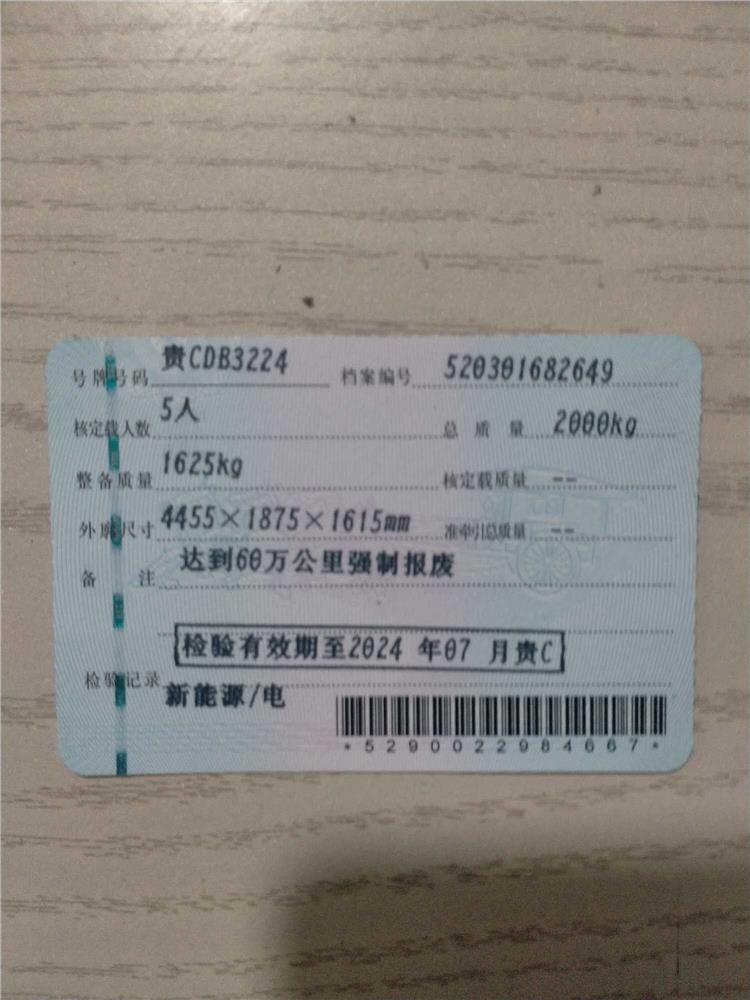 号牌号码 贵CDB3224 档案编号 520301682649
核定载人数 5人 总质量 2000kg
整备质量 1625kg 核定载质量 --
外廓尺寸 4455×1875×1615mm 准牵引总质量 --
备注 达到60万公里强制报废
检验有效期至2024 年07 月贵C
检验记录 新能源/电
*5290022984667*